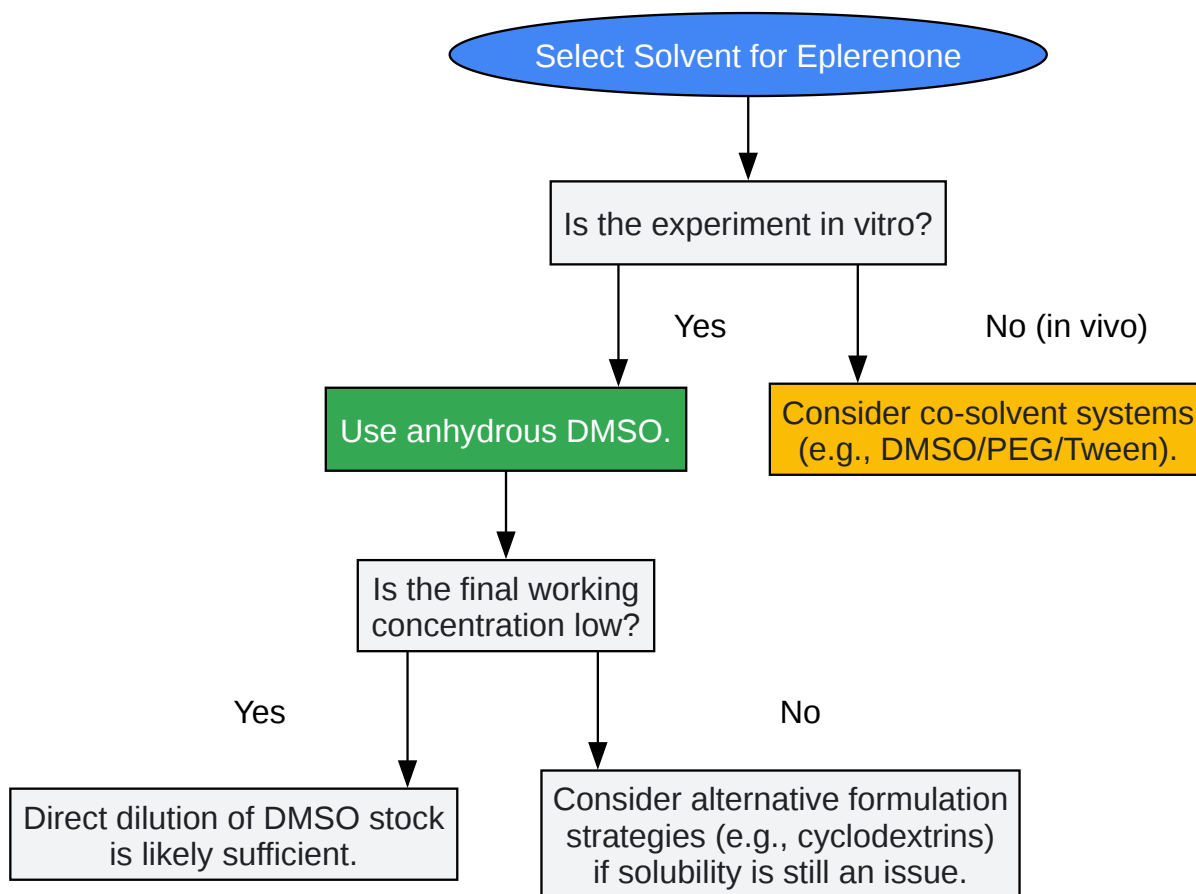 Select Solvent for Eplerenone
Is the experiment in vitro?
Yes
No (in vivo)
Use anhydrous DMSO.
Consider co-solvent systems
(e.g., DMSO/PEG/Tween).
Is the final working
concentration low?
Yes
No
Direct dilution of DMSO stock
is likely sufficient.
Consider alternative formulation
strategies (e.g., cyclodextrins)
if solubility is still an issue.